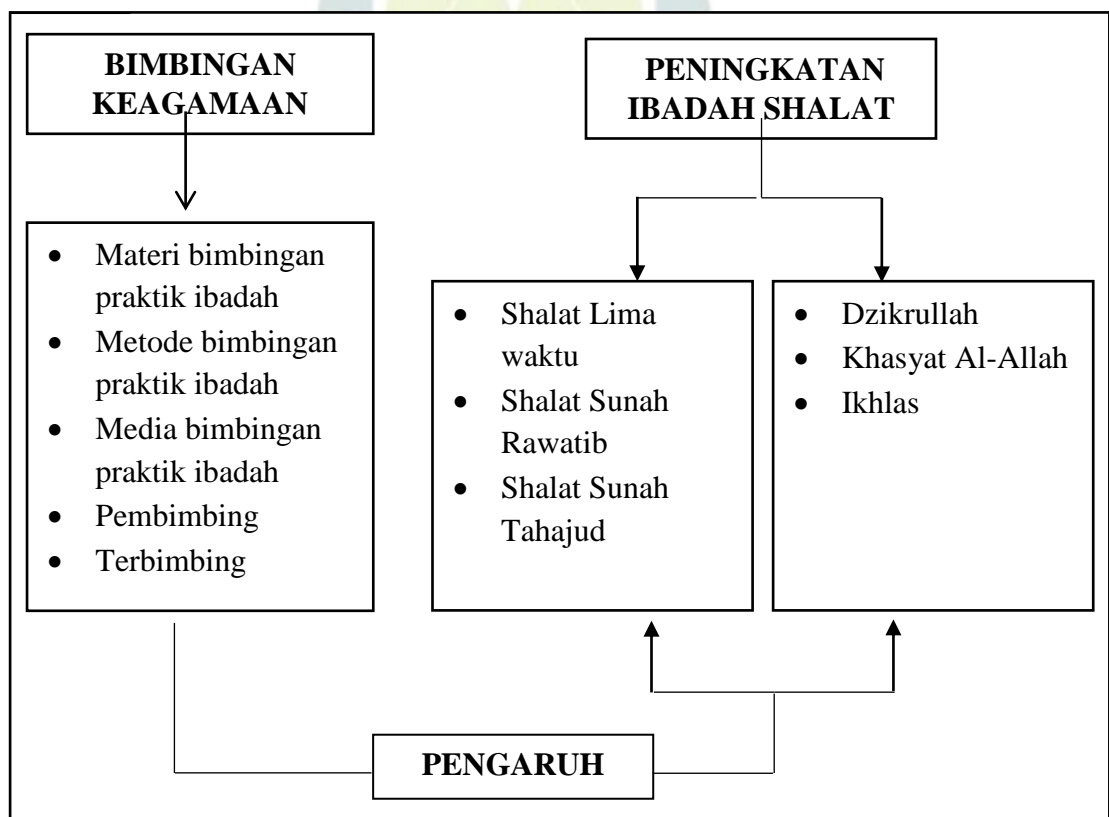 BIMBINGAN
KEAGAMAAN
PENINGKATAN
IBADAH SHALAT
• Materi bimbingan
praktik ibadah
• Metode bimbingan
praktik ibadah
• Media bimbingan
praktik ibadah
• Pembimbing
• Terbimbing
• Shalat Lima
waktu
• Shalat Sunah
Rawatib
• Shalat Sunah
Tahajud
• Dzikrullah
• Khasyat Al-Allah
• Ikhlas
PENGARUH